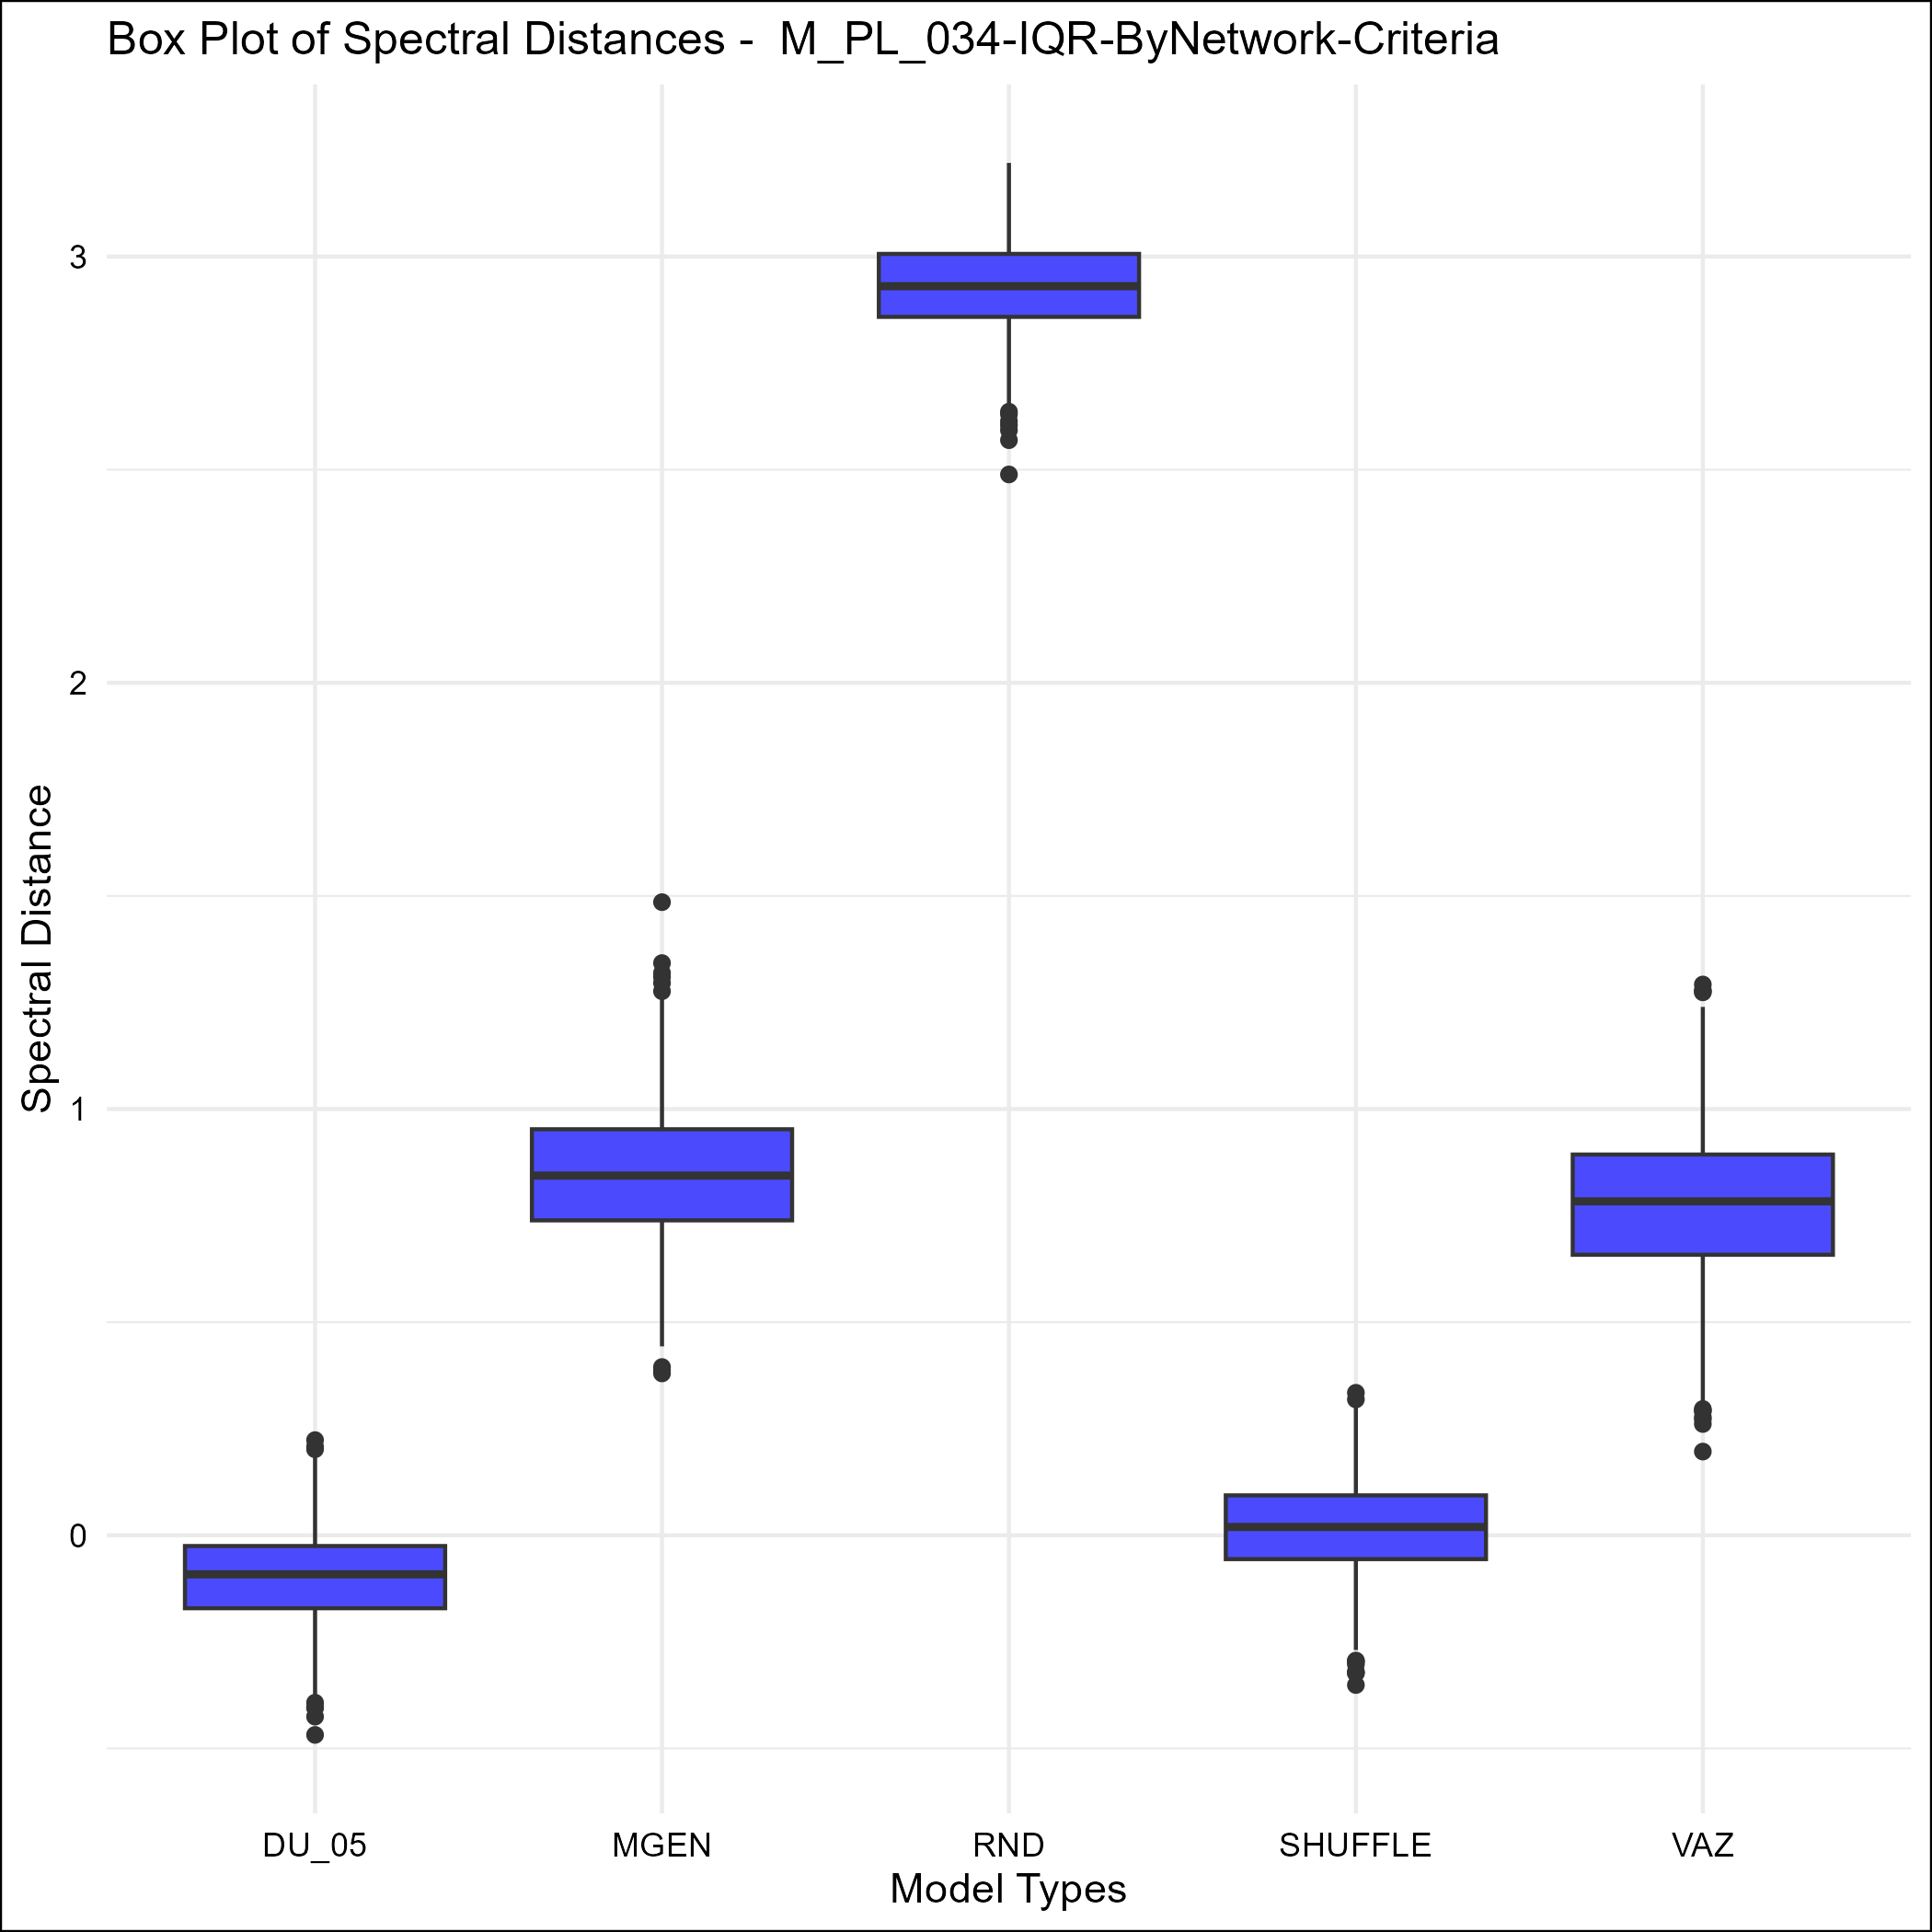 Box Plot of Spectral Distances -  M_PL_034-IQR-ByNetwork-Criteria
Spectral Distance
3
2
1
0
DU_05 MGEN RND SHUFFLE VAZ
Model Types